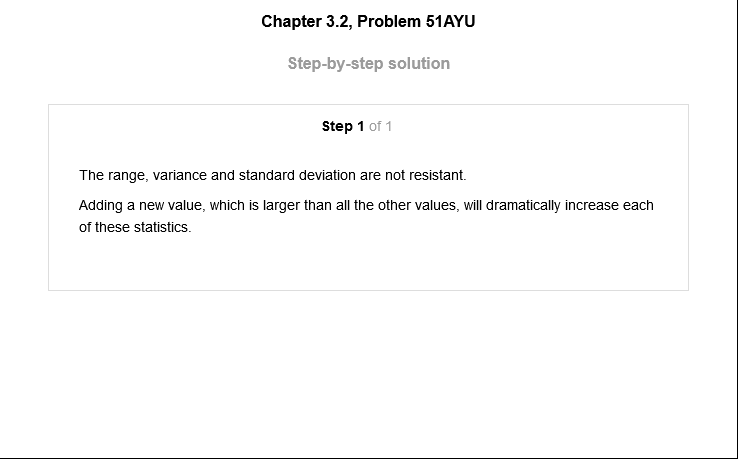 Chapter 3.2, Problem 51AYU
Step-by-step solution
Step 1 of 1
The range, variance and standard deviation are not resistant.
Adding a new value, which is larger than all the other values, will dramatically increase each
of these statistics.